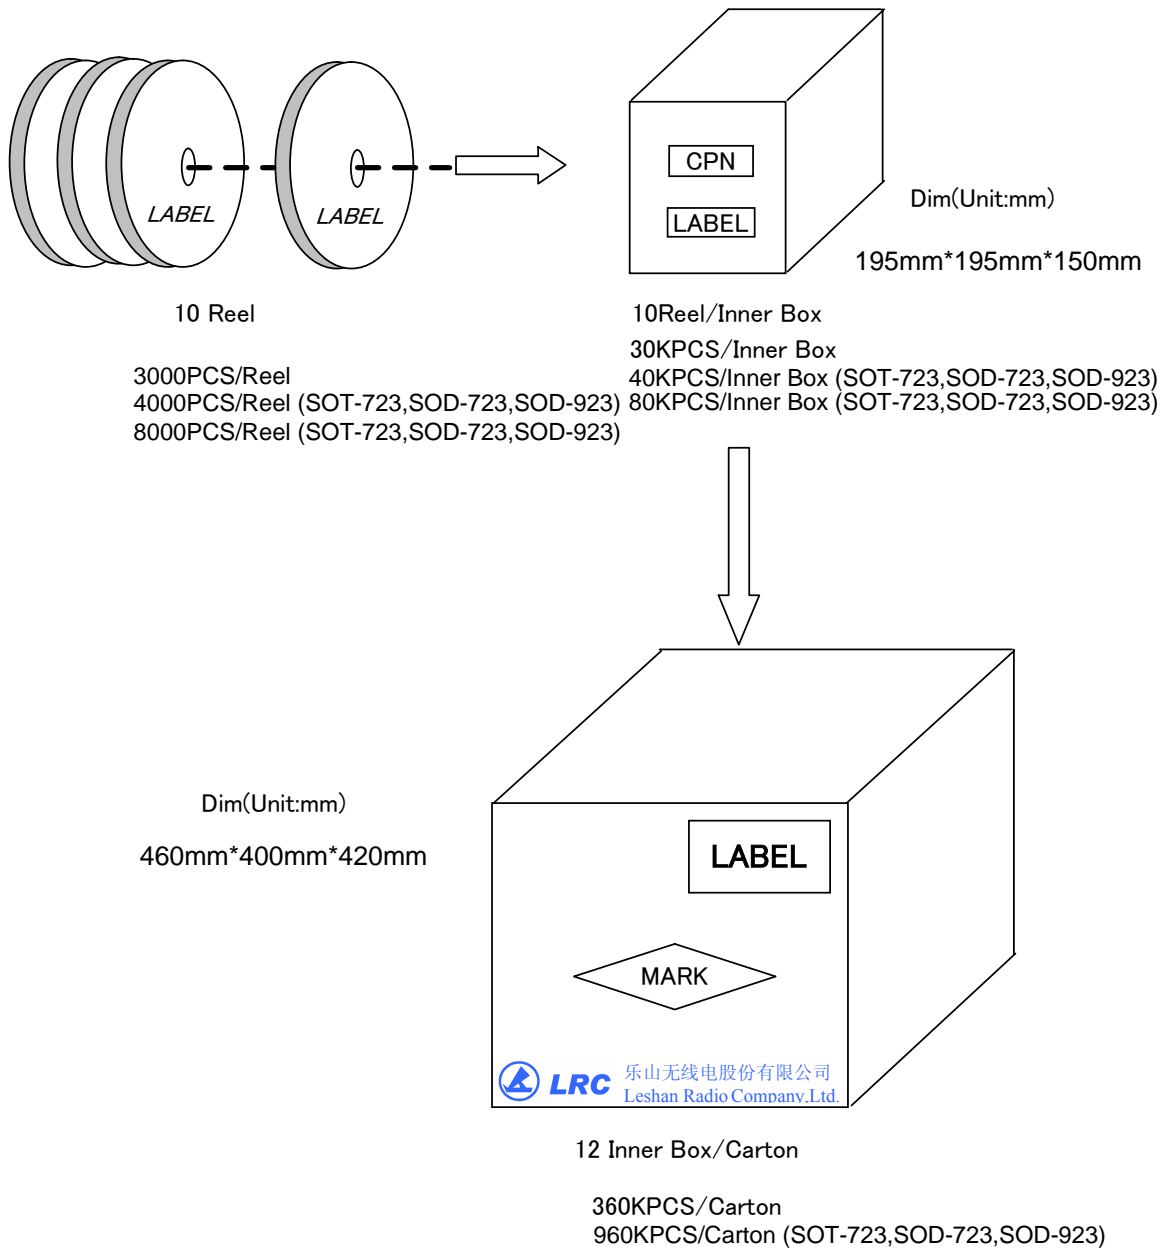 LABEL
LABEL
CPN
LABEL
Dim(Unit:mm)
195mm*195mm*150mm
10 Reel
3000PCS/Reel
4000PCS/Reel (SOT-723,SOD-723,SOD-923)
8000PCS/Reel (SOT-723,SOD-723,SOD-923)
10Reel/Inner Box
30KPCS/Inner Box
40KPCS/Inner Box (SOT-723,SOD-723,SOD-923)
80KPCS/Inner Box (SOT-723,SOD-723,SOD-923)
Dim(Unit:mm)
460mm*400mm*420mm
LABEL
MARK
LRC
乐山无线电股份有限公司
Leshan Radio Company,Ltd.
12 Inner Box/Carton
360KPCS/Carton
960KPCS/Carton (SOT-723,SOD-723,SOD-923)